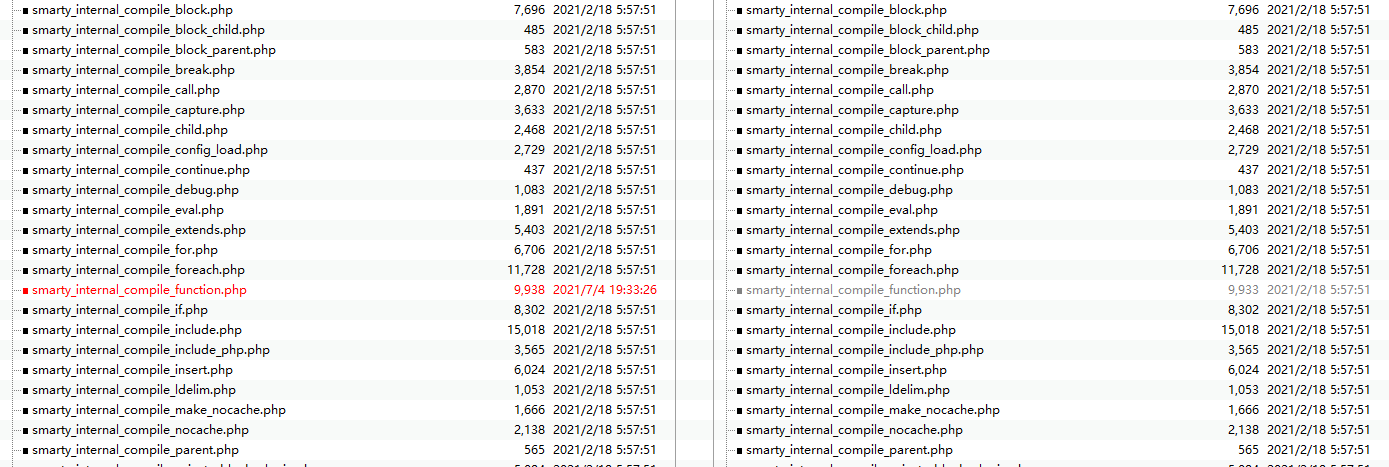 smarty_internal_compile_block.php 7,696 2021/2/18 5:57:51 smarty_internal_compile_block.php 7,696 2021/2/18 5:57:51
smarty_internal_compile_block_child.php 485 2021/2/18 5:57:51 smarty_internal_compile_block_child.php 485 2021/2/18 5:57:51
smarty_internal_compile_block_parent.php 583 2021/2/18 5:57:51 smarty_internal_compile_block_parent.php 583 2021/2/18 5:57:51
smarty_internal_compile_break.php 3,854 2021/2/18 5:57:51 smarty_internal_compile_break.php 3,854 2021/2/18 5:57:51
smarty_internal_compile_call.php 2,870 2021/2/18 5:57:51 smarty_internal_compile_call.php 2,870 2021/2/18 5:57:51
smarty_internal_compile_capture.php 3,633 2021/2/18 5:57:51 smarty_internal_compile_capture.php 3,633 2021/2/18 5:57:51
smarty_internal_compile_child.php 2,468 2021/2/18 5:57:51 smarty_internal_compile_child.php 2,468 2021/2/18 5:57:51
smarty_internal_compile_config_load.php 2,729 2021/2/18 5:57:51 smarty_internal_compile_config_load.php 2,729 2021/2/18 5:57:51
smarty_internal_compile_continue.php 437 2021/2/18 5:57:51 smarty_internal_compile_continue.php 437 2021/2/18 5:57:51
smarty_internal_compile_debug.php 1,083 2021/2/18 5:57:51 smarty_internal_compile_debug.php 1,083 2021/2/18 5:57:51
smarty_internal_compile_eval.php 1,891 2021/2/18 5:57:51 smarty_internal_compile_eval.php 1,891 2021/2/18 5:57:51
smarty_internal_compile_extends.php 5,403 2021/2/18 5:57:51 smarty_internal_compile_extends.php 5,403 2021/2/18 5:57:51
smarty_internal_compile_for.php 6,706 2021/2/18 5:57:51 smarty_internal_compile_for.php 6,706 2021/2/18 5:57:51
smarty_internal_compile_foreach.php 11,728 2021/2/18 5:57:51 smarty_internal_compile_foreach.php 11,728 2021/2/18 5:57:51
smarty_internal_compile_function.php 9,938 2021/7/4 19:33:26 smarty_internal_compile_function.php 9,933 2021/2/18 5:57:51
smarty_internal_compile_if.php 8,302 2021/2/18 5:57:51 smarty_internal_compile_if.php 8,302 2021/2/18 5:57:51
smarty_internal_compile_include.php 15,018 2021/2/18 5:57:51 smarty_internal_compile_include.php 15,018 2021/2/18 5:57:51
smarty_internal_compile_include_php.php 3,565 2021/2/18 5:57:51 smarty_internal_compile_include_php.php 3,565 2021/2/18 5:57:51
smarty_internal_compile_insert.php 6,024 2021/2/18 5:57:51 smarty_internal_compile_insert.php 6,024 2021/2/18 5:57:51
smarty_internal_compile_ldelim.php 1,053 2021/2/18 5:57:51 smarty_internal_compile_ldelim.php 1,053 2021/2/18 5:57:51
smarty_internal_compile_make_nocache.php 1,666 2021/2/18 5:57:51 smarty_internal_compile_make_nocache.php 1,666 2021/2/18 5:57:51
smarty_internal_compile_nocache.php 2,138 2021/2/18 5:57:51 smarty_internal_compile_nocache.php 2,138 2021/2/18 5:57:51
smarty_internal_compile_parent.php 565 2021/2/18 5:57:51 smarty_internal_compile_parent.php 565 2021/2/18 5:57:51